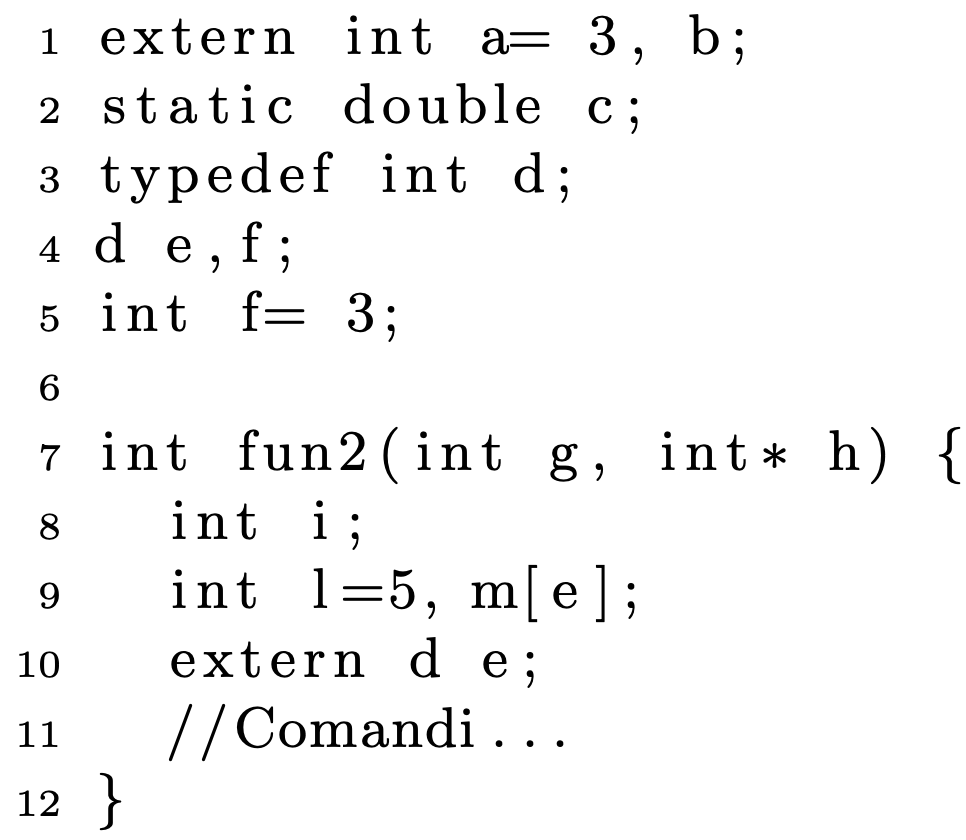 1 extern int a= 3, b;
2 static double c;
3 typedef int d;
4 d e,f;
5 int f= 3;
6
7 int fun2(int g, int* h) {
8 int i;
9 int l=5, m[e];
10 extern d e;
11 //Comandi...
12 }